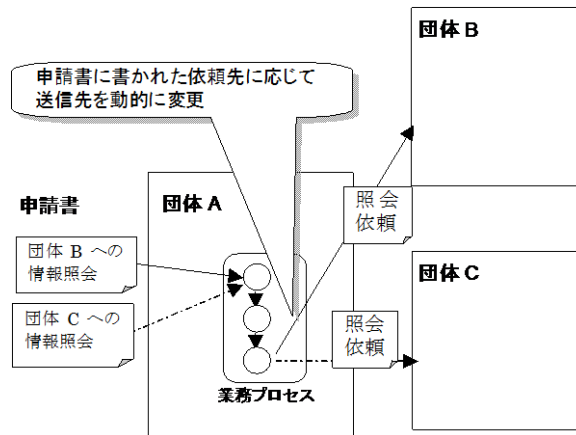 団体 B
申請書に書かれた依頼先に応じて
送信先を動的に変更
申請書
団体 A
照会
依頼
団体 B への
情報照会
団体 C への
情報照会
団体 C
照会
依頼
業務プロセス